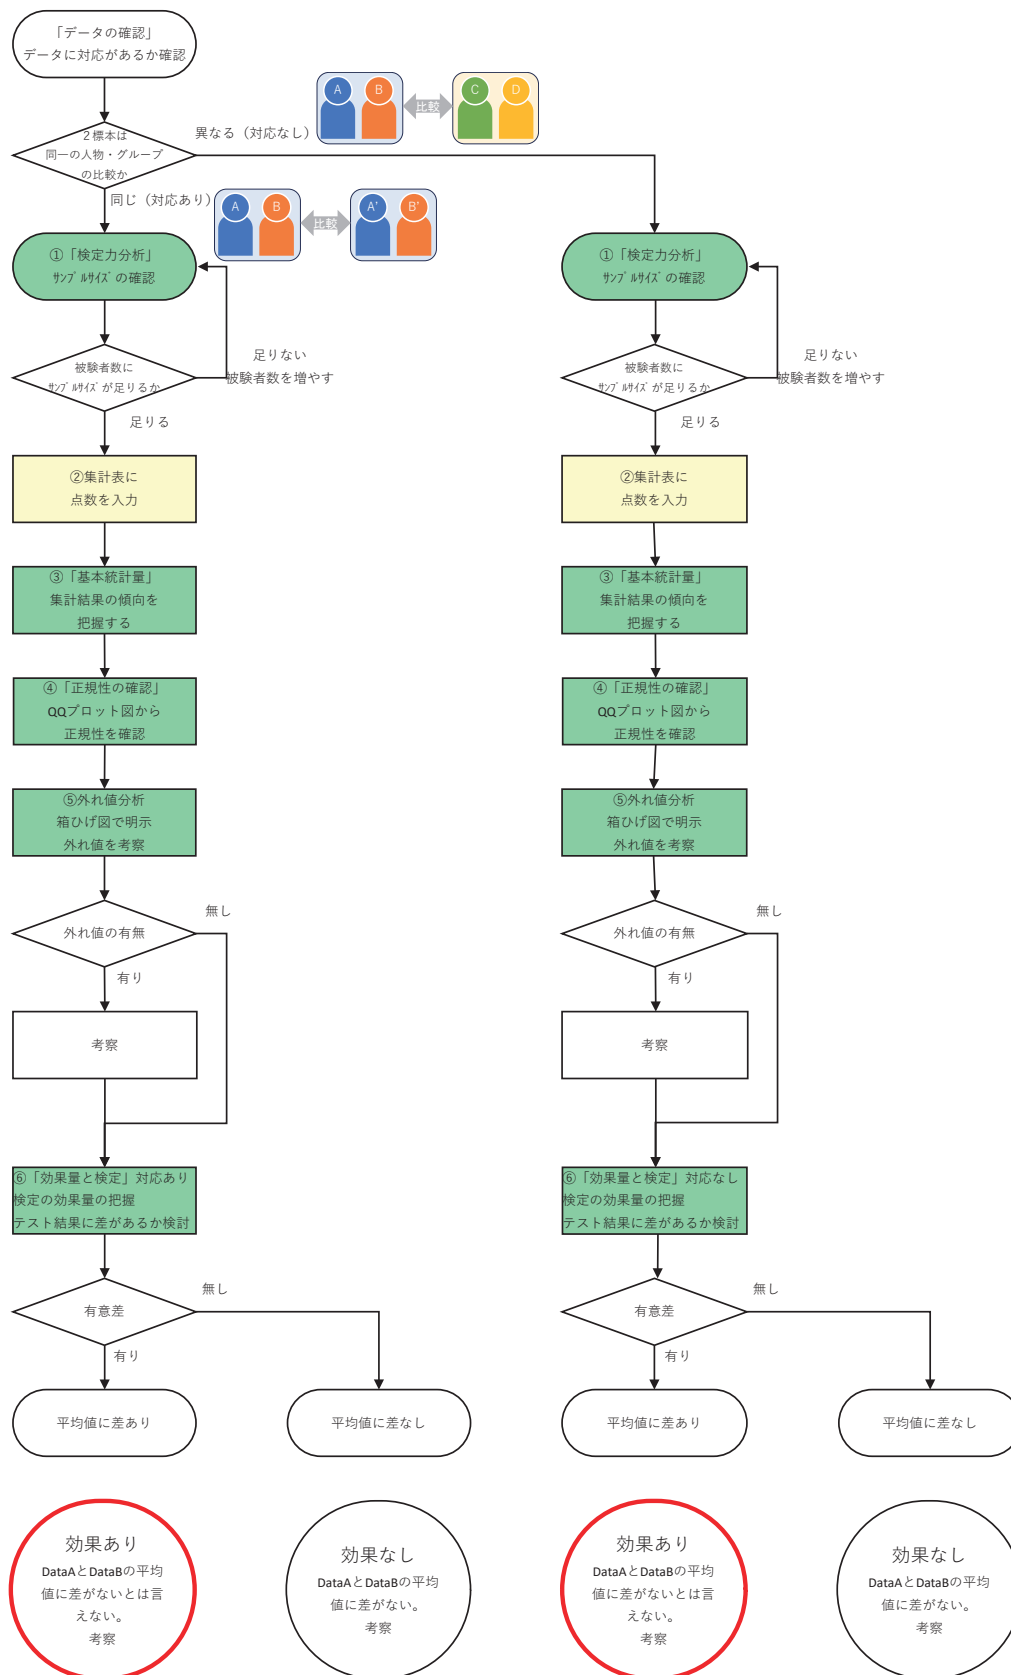 「データの確認」
データに対応があるか確認
2標本は
同一の人物・グループ
の比較か
異なる（対応なし）
A
B
比較
C
D
同じ（対応あり）
A
B
比較
A'
B'
①「検定力分析」
ｻﾝﾌﾟﾙｻｲｽﾞの確認
被験者数に
ｻﾝﾌﾟﾙｻｲｽﾞが足りるか
足りない
被験者数を増やす
足りる
②集計表に
点数を入力
③「基本統計量」
集計結果の傾向を
把握する
④「正規性の確認」
QQプロット図から
正規性を確認
⑤外れ値分析
箱ひげ図で明示
外れ値を考察
外れ値の有無
無し
有り
考察
⑥「効果量と検定」対応あり
検定の効果量の把握
テスト結果に差があるか検討
有意差
無し
有り
平均値に差あり
平均値に差なし
効果あり
DataAとDataBの平均
値に差がないとは言
えない。
考察
効果なし
DataAとDataBの平均
値に差がない。
考察
①「検定力分析」
ｻﾝﾌﾟﾙｻｲｽﾞの確認
被験者数に
ｻﾝﾌﾟﾙｻｲｽﾞが足りるか
足りない
被験者数を増やす
足りる
②集計表に
点数を入力
③「基本統計量」
集計結果の傾向を
把握する
④「正規性の確認」
QQプロット図から
正規性を確認
⑤外れ値分析
箱ひげ図で明示
外れ値を考察
外れ値の有無
無し
有り
考察
⑥「効果量と検定」対応なし
検定の効果量の把握
テスト結果に差があるか検討
有意差
無し
有り
平均値に差あり
平均値に差なし
効果あり
DataAとDataBの平均
値に差がないとは言
えない。
考察
効果なし
DataAとDataBの平均
値に差がない。
考察